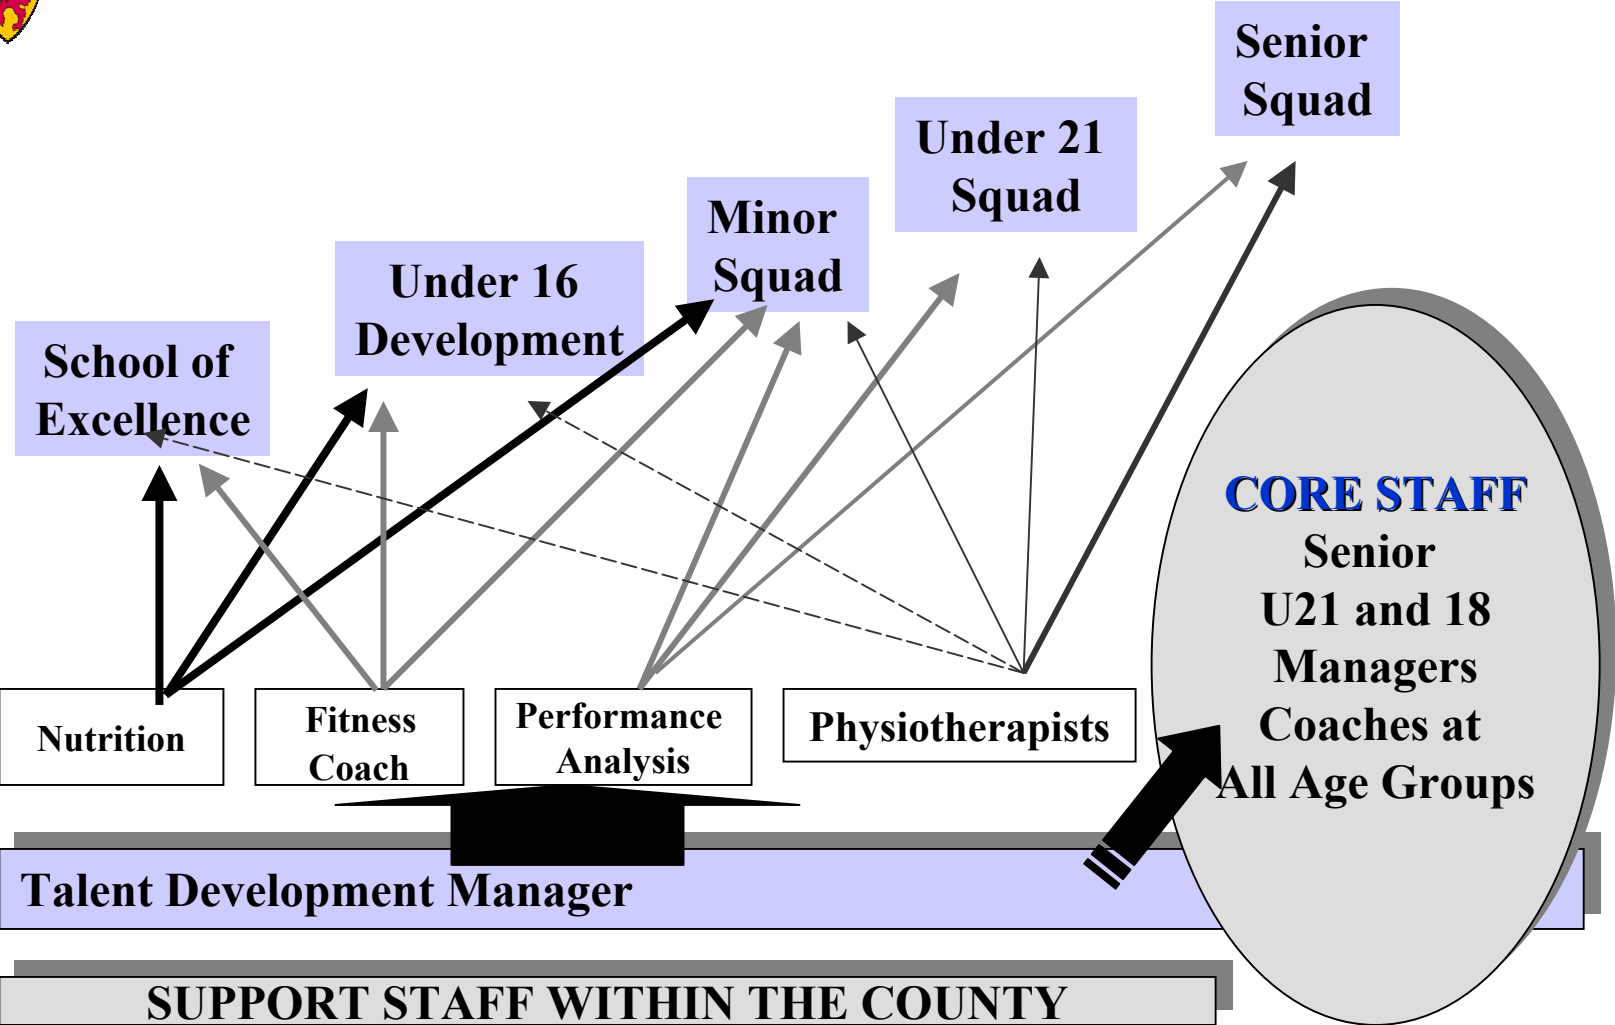 Senior
Squad
Under 21
Squad
Minor
Squad
Under 16
Development
School of
Excellence
CORE STAFF
Senior
U21 and 18
Managers
Coaches at
All Age Groups
Nutrition
Fitness
Coach
Performance
Analysis
Physiotherapists
Talent Development Manager
SUPPORT STAFF WITHIN THE COUNTY